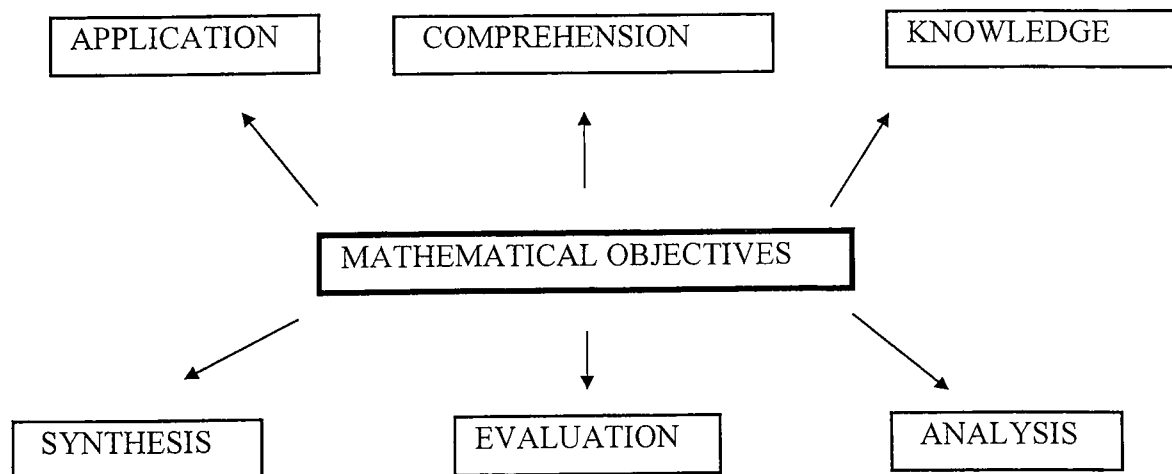 APPLICATION
COMPREHENSION
KNOWLEDGE
MATHEMATICAL OBJECTIVES
SYNTHESIS
EVALUATION
ANALYSIS